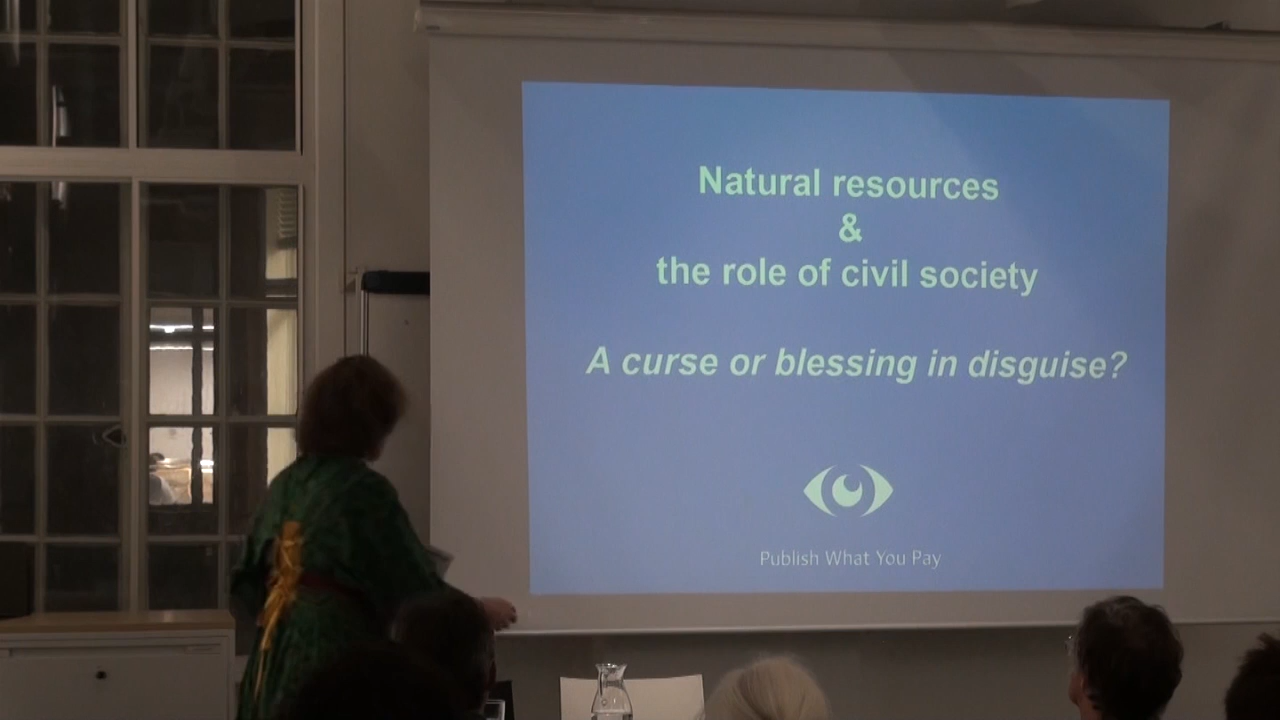 Natural resources
&
the role of civil society
A curse or blessing in disguise?
Publish What You Pay